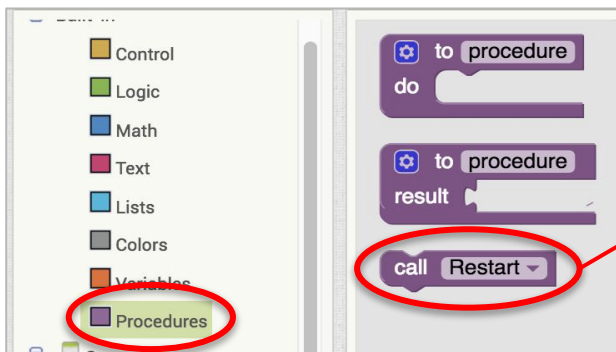 Control
Logic
Math
Text
Lists
Colors
Variables
Procedures
to procedure
do
to procedure
result
call Restart